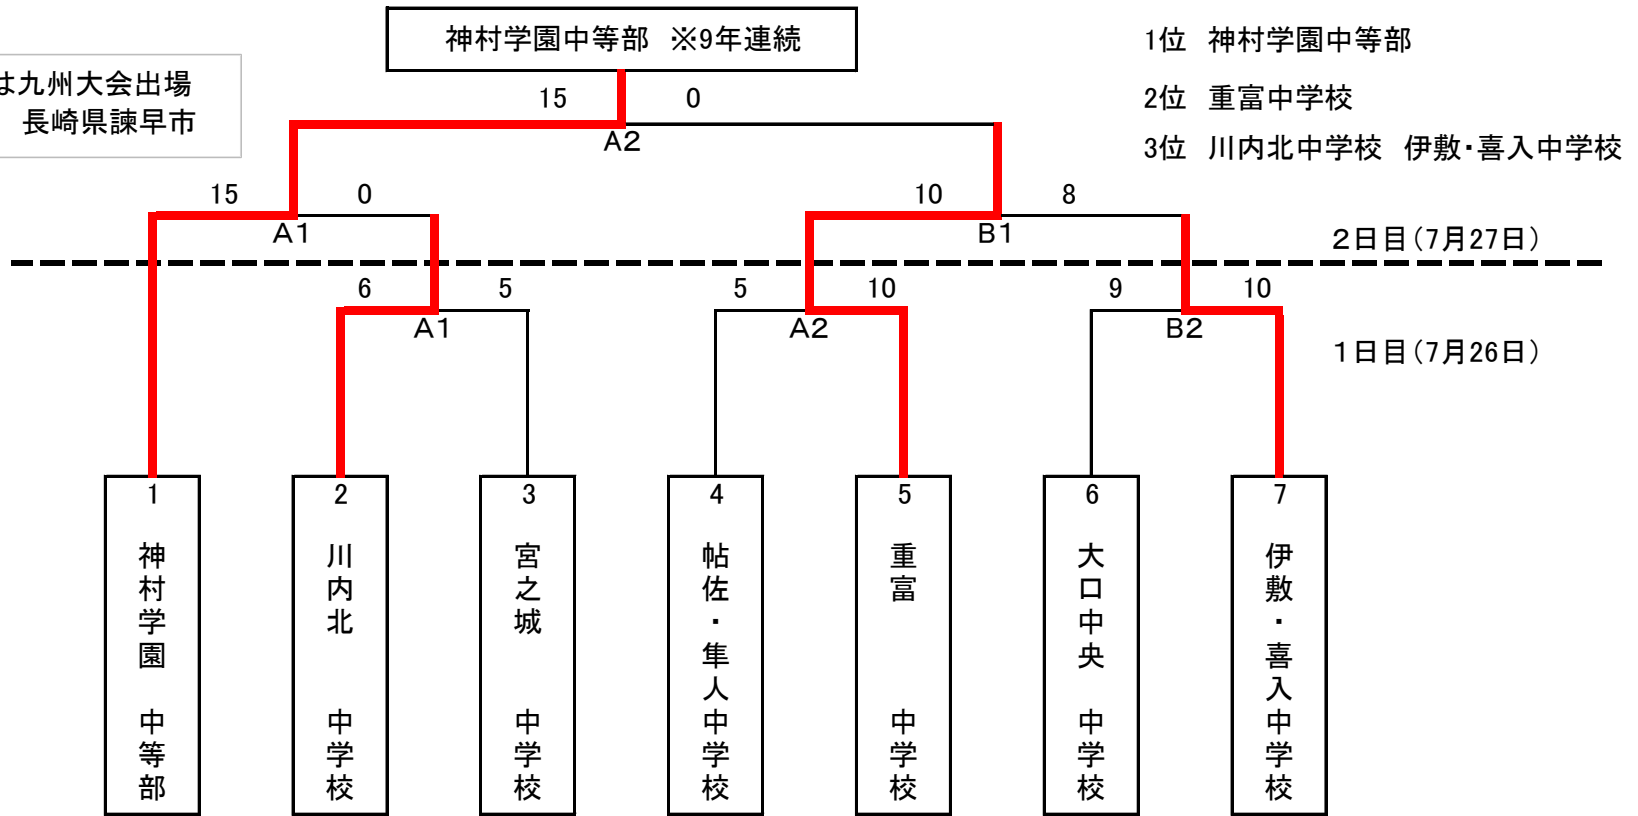 神村学園中等部 ※9年連続
は九州大会出場
長崎県諫早市
1位 神村学園中等部
2位 重富中学校
3位 川内北中学校 伊敷・喜入中学校
15 0
A2
15 0
A1
10 8
B1
2日目(7月27日)
6 5
A1
5 10
A2
9 10
B2
1日目(7月26日)
1 神村学園 中等部
2 川内北 中学校
3 宮之城 中学校
4 帖佐・隼人中学校
5 重富 中学校
6 大口中央 中学校
7 伊敷・喜入中学校